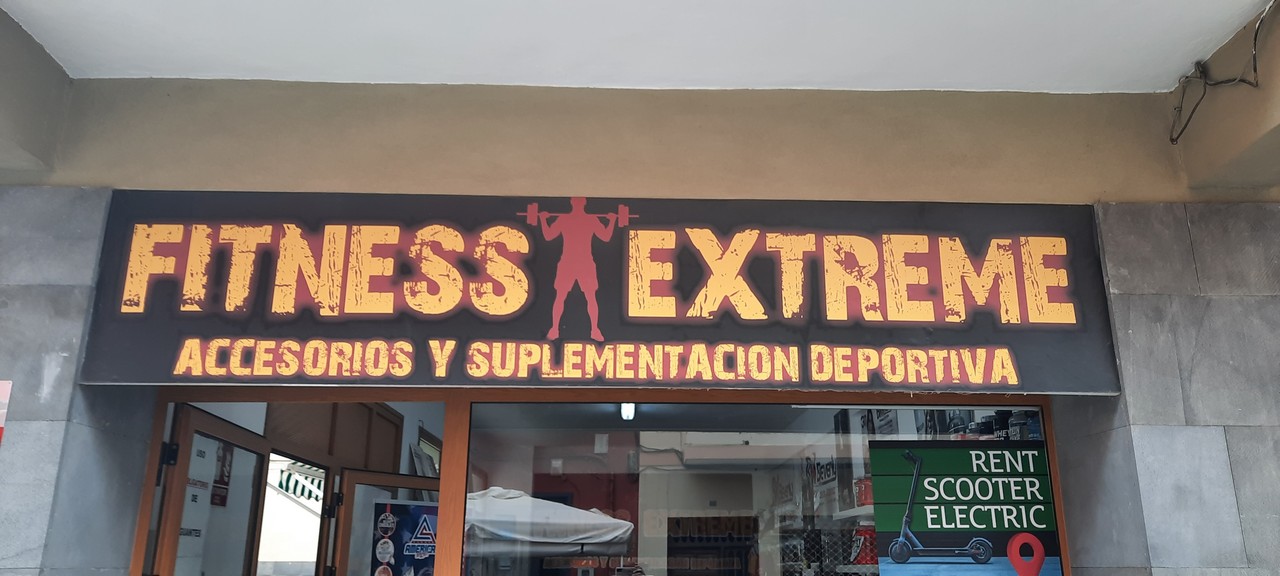 FITNESS EXTREME
ACCESORIOS Y SUPLEMENTACION DEPORTIVA
RENT
SCOOTER
ELECTRIC